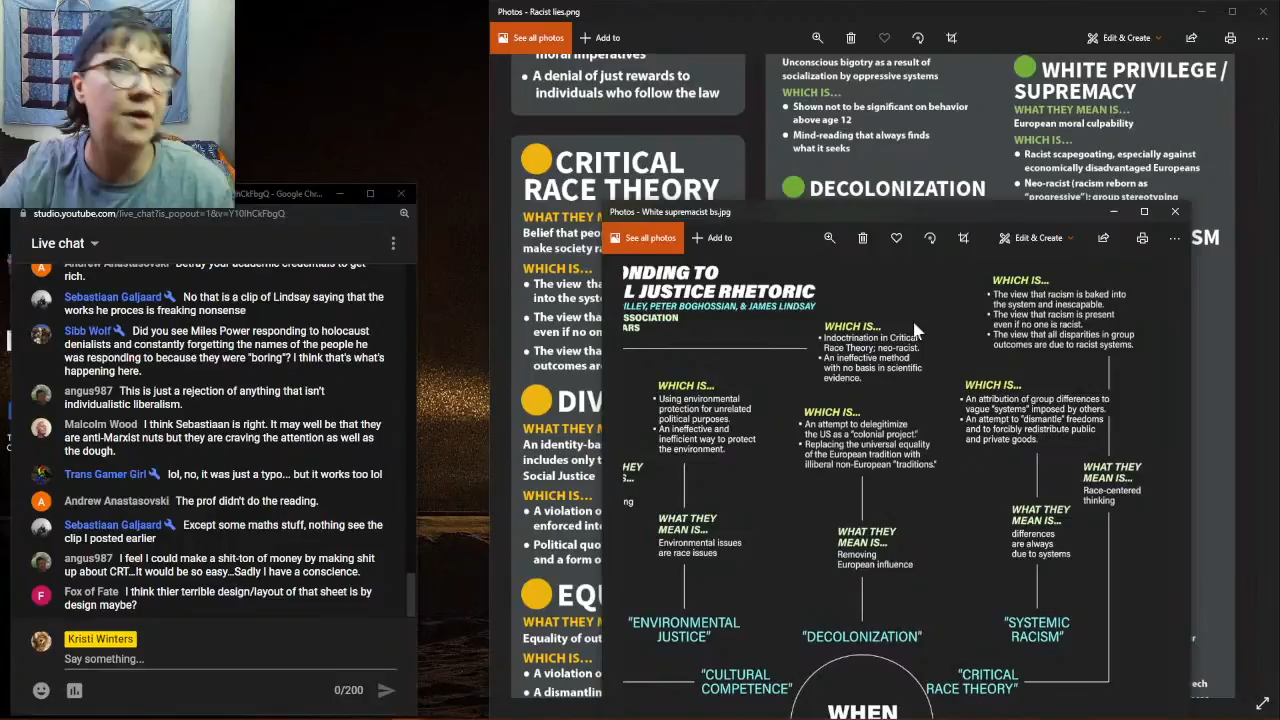 Photos - Racist lies.png
See all photos
Add to
Edit & Create
moral imperatives
• A denial of just rewards to
individuals who follow the law
CRITICAL
RACE THEORY
WHAT THEY M
Belief that peo
make society ra
WHICH IS...
• The view tha
into the syst
• The view tha
even if no on
• The view tha
outcomes are
DIV
WHAT THEY M
An identity-ba
includes only t
Social Justice
WHICH IS...
• A violation o
enforced into
• Political quo
and a form o
EQU
WHAT THEY M
Equality of out
WHICH IS...
• A violation o
• A dismantlin
Unconscious bigotry as a result of
socialization by oppressive systems
WHICH IS...
• Shown not to be significant on behavior
above age 12
• Mind-reading that always finds
what it seeks
DECOLONIZATION
WHITE PRIVILEGE /
SUPREMACY
WHAT THEY MEAN IS...
European moral culpability
WHICH IS...
• Racist scapegoating, especially against
economically disadvantaged Europeans
• Neo-racist (racism reborn as
"progressive"); group stereotyping
SM
r
ech
Photos - White supremacist bs.jpg
See all photos
Add to
Edit & Create
ONDING TO
L JUSTICE RHETORIC
ILLEY, PETER BOGHOSSIAN, & JAMES LINDSAY
SSOCIATION
ARS
WHICH IS...
• Indoctrination in Critical
Race Theory; neo-racist.
• An ineffective method
with no basis in scientific
evidence.
WHICH IS...
• The view that racism is baked into
the system and inescapable.
• The view that racism is present
even if no one is racist.
• The view that all disparities in group
outcomes are due to racist systems.
WHICH IS...
• Using environmental
protection for unrelated
political purposes.
• An ineffective and
inefficient way to protect
the environment.
WHICH IS...
• An attempt to delegitimize
the US as a "colonial project."
• Replacing the universal equality
of the European tradition with
illiberal non-European "traditions."
WHICH IS...
• An attribution of group differences to
vague "systems" imposed by others.
• An attempt to "dismantle" freedoms
and to forcibly redistribute public
and private goods.
HEY
S...
ng
WHAT THEY
MEAN IS...
Environmental issues
are race issues
WHAT THEY
MEAN IS...
Removing
European influence
WHAT THEY
MEAN IS...
differences
are always
due to systems
WHAT THEY
MEAN IS...
Race-centered
thinking
"ENVIRONMENTAL
JUSTICE"
"DECOLONIZATION"
"SYSTEMIC
RACISM"
"CULTURAL
COMPETENCE"
"CRITICAL
RACE THEORY"
WHEN
nCkFbgQ - Google Chr...
studio.youtube.com/live_chat?is_popout=1&v=Y10IhCkFbgQ
Live chat
Andrew Anastasovski Betray your academic credentials to get
rich.
Sebastiaan Galjaard No that is a clip of Lindsay saying that the
works he proces is freaking nonsense
Sibb Wolf Did you see Miles Power responding to holocaust
denialists and constantly forgetting the names of the people he
was responding to because they were "boring"? I think that's what's
happening here.
angus987 This is just a rejection of anything that isn't
individualistic liberalism.
Malcolm Wood I think Sebastiaan is right. It may well be that they
are anti-Marxist nuts but they are craving the attention as well as
the dough.
Trans Gamer Girl lol, no, it was just a typo... but it works too lol
Andrew Anastasovski The prof didn't do the reading.
Sebastiaan Galjaard Except some maths stuff, nothing see the
clip I posted earlier
angus987 I feel I could make a shit-ton of money by making shit
up about CRT...It would be so easy...Sadly I have a conscience.
Fox of Fate I think thier terrible design/layout of that sheet is by
design maybe?
Kristi Winters
Say something...
0/200